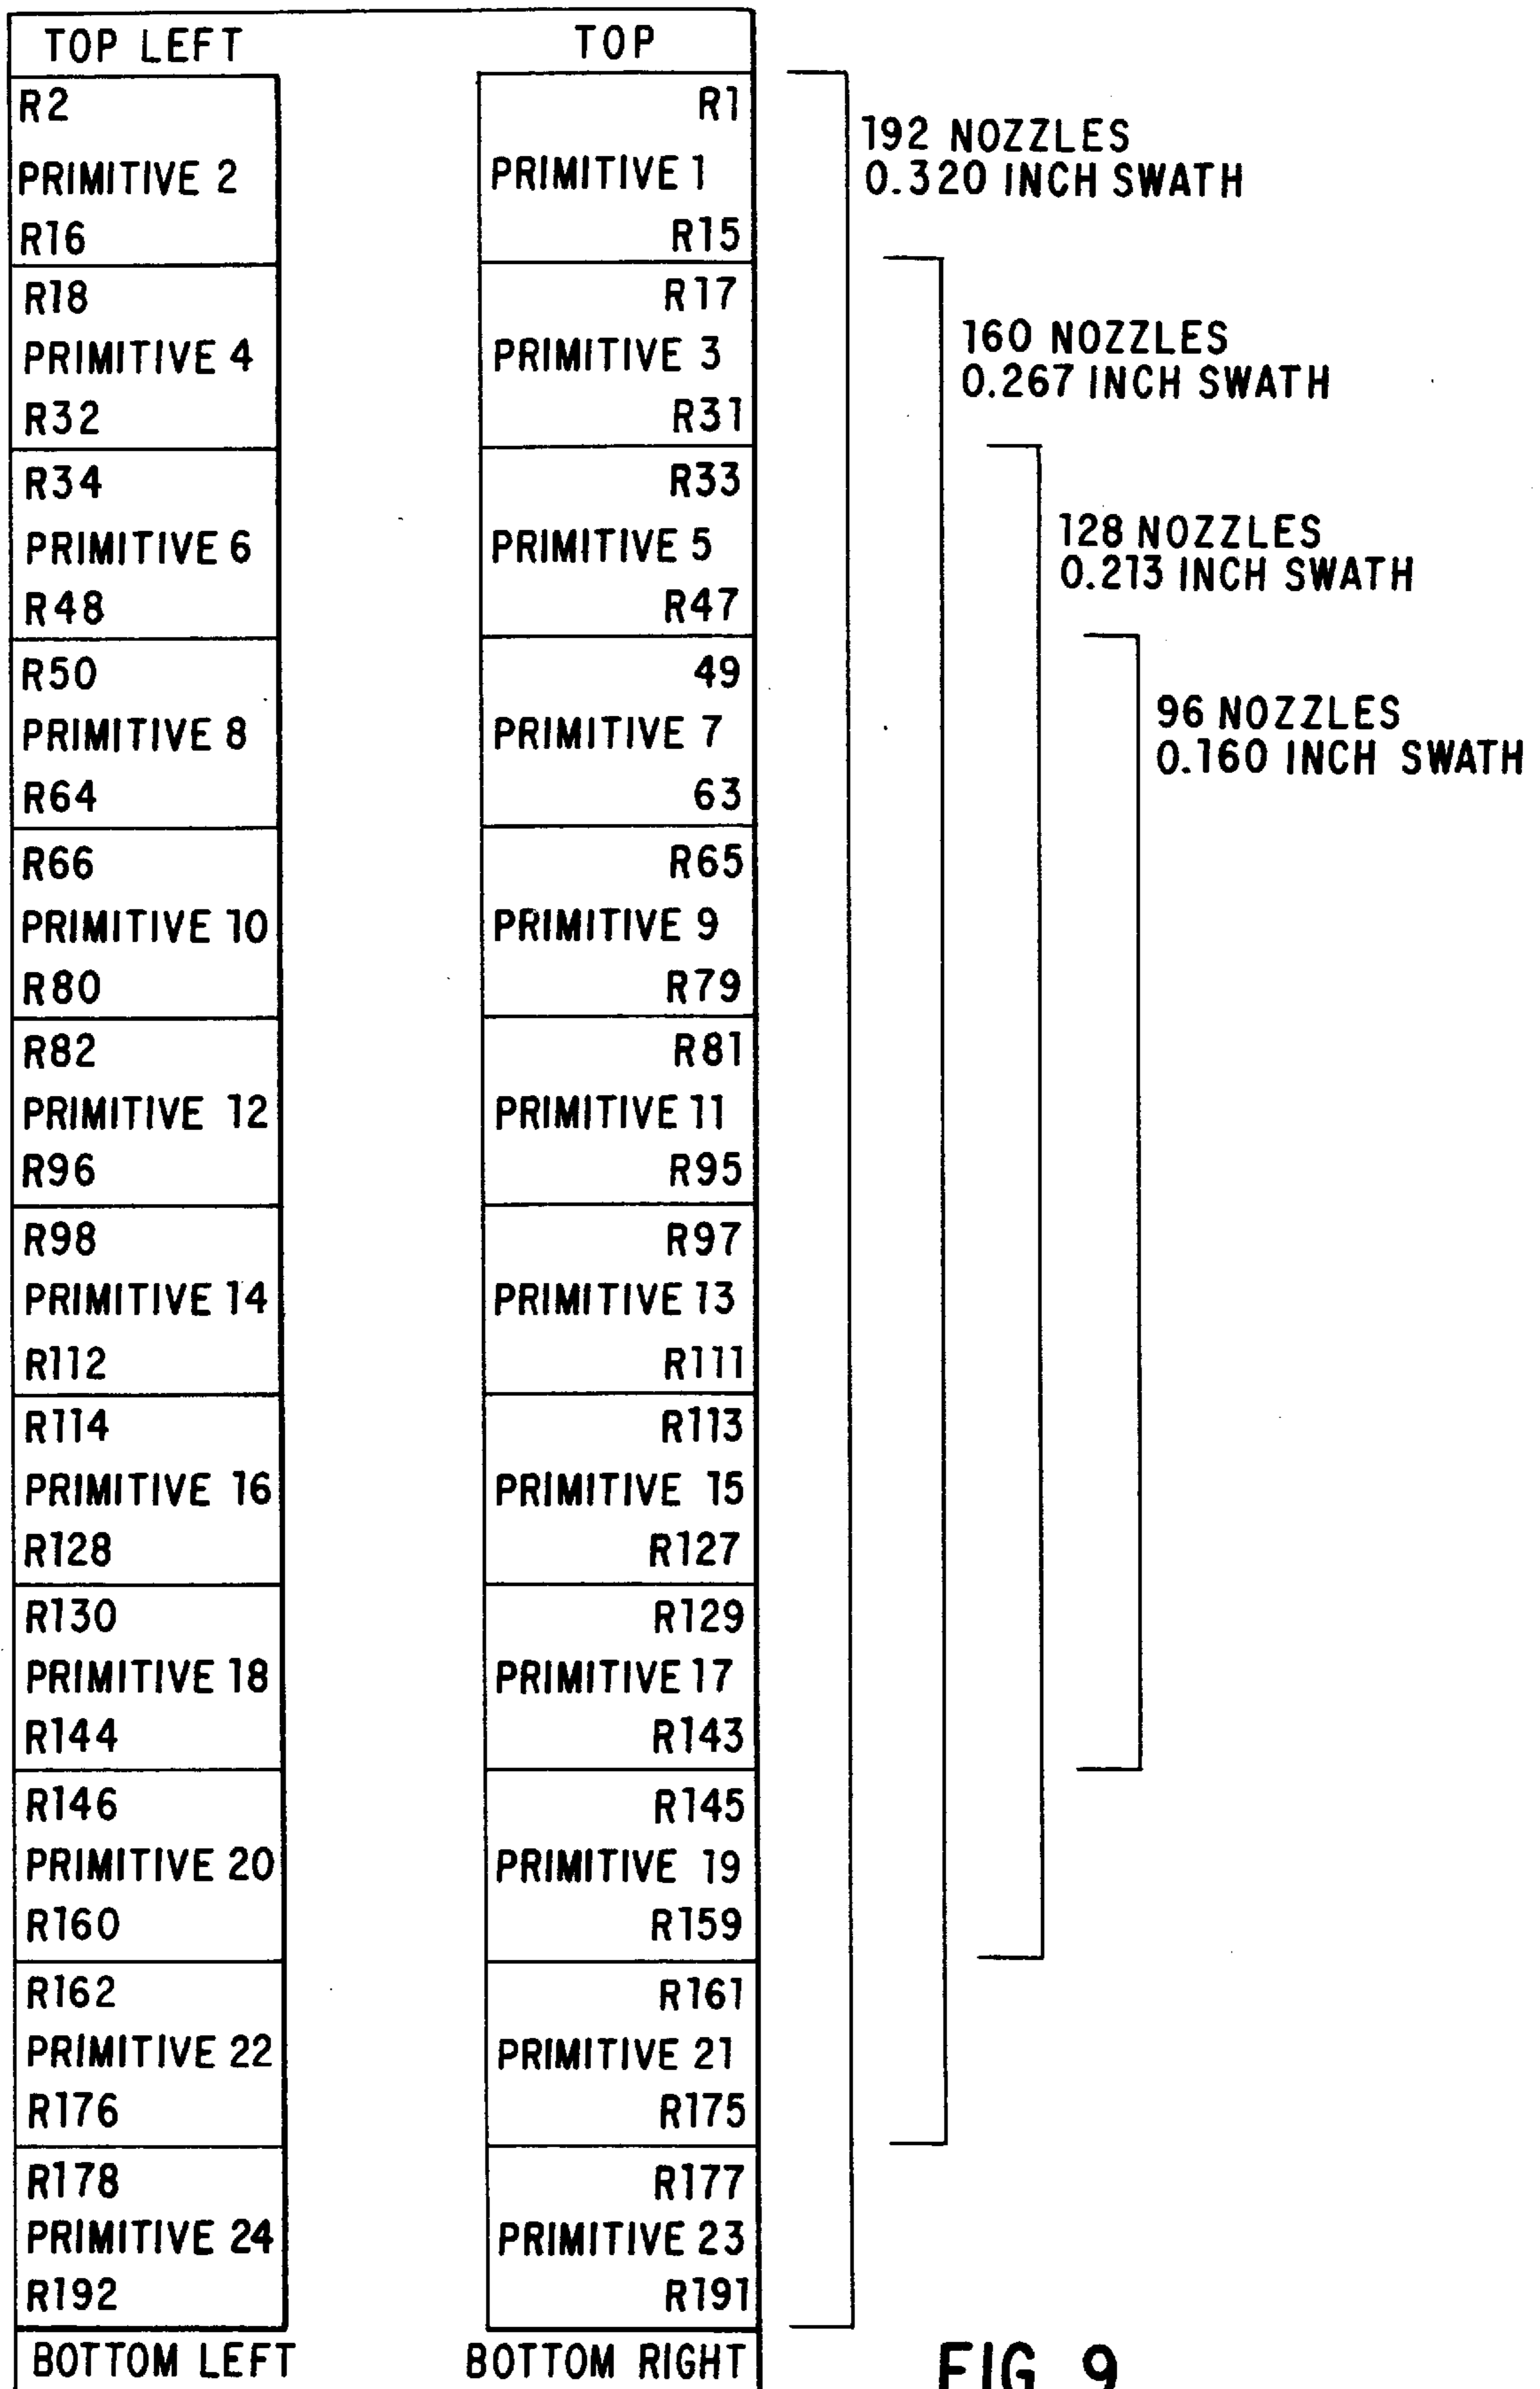 TOP LEFT TOP
R2 R1
PRIMITIVE 2 PRIMITIVE 1
R16 R15
R18 R17
PRIMITIVE 4 PRIMITIVE 3
R32 R31
R34 R33
PRIMITIVE 6 PRIMITIVE 5
R48 R47
R50 49
PRIMITIVE 8 PRIMITIVE 7
R64 63
R66 R65
PRIMITIVE 10 PRIMITIVE 9
R80 R79
R82 R81
PRIMITIVE 12 PRIMITIVE 11
R96 R95
R98 R97
PRIMITIVE 14 PRIMITIVE 13
R112 R111
R114 R113
PRIMITIVE 16 PRIMITIVE 15
R128 R127
R130 R129
PRIMITIVE 18 PRIMITIVE 17
R144 R143
R146 R145
PRIMITIVE 20 PRIMITIVE 19
R160 R159
R162 R161
PRIMITIVE 22 PRIMITIVE 21
R176 R175
R178 R177
PRIMITIVE 24 PRIMITIVE 23
R192 R191
BOTTOM LEFT BOTTOM RIGHT
192 NOZZLES
0.320 INCH SWATH
160 NOZZLES
0.267 INCH SWATH
128 NOZZLES
0.213 INCH SWATH
96 NOZZLES
0.160 INCH SWATH
FIG 9